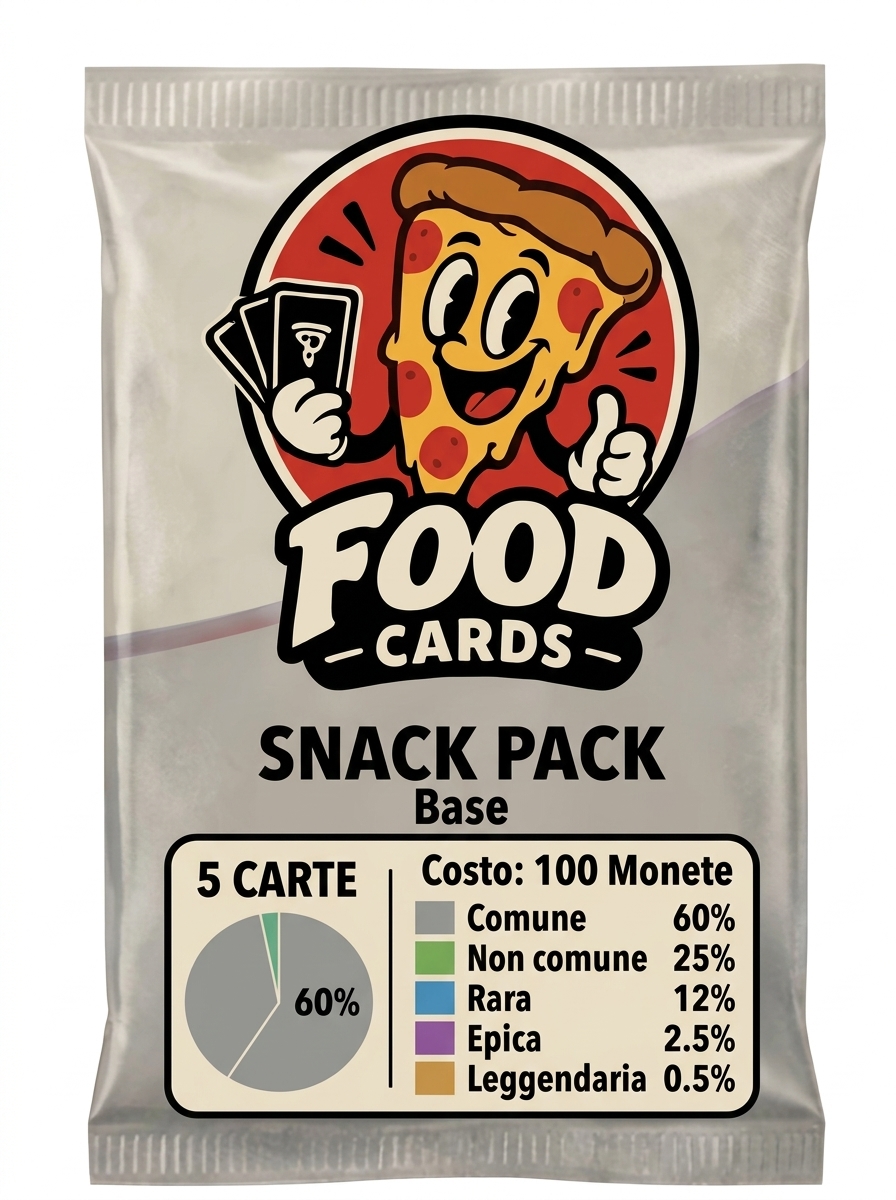 FOOD
CARDS
SNACK PACK
Base
5 CARTE
60%
Costo: 100 Monete
Comune 60%
Non comune 25%
Rara 12%
Epica 2.5%
Leggendaria 0.5%